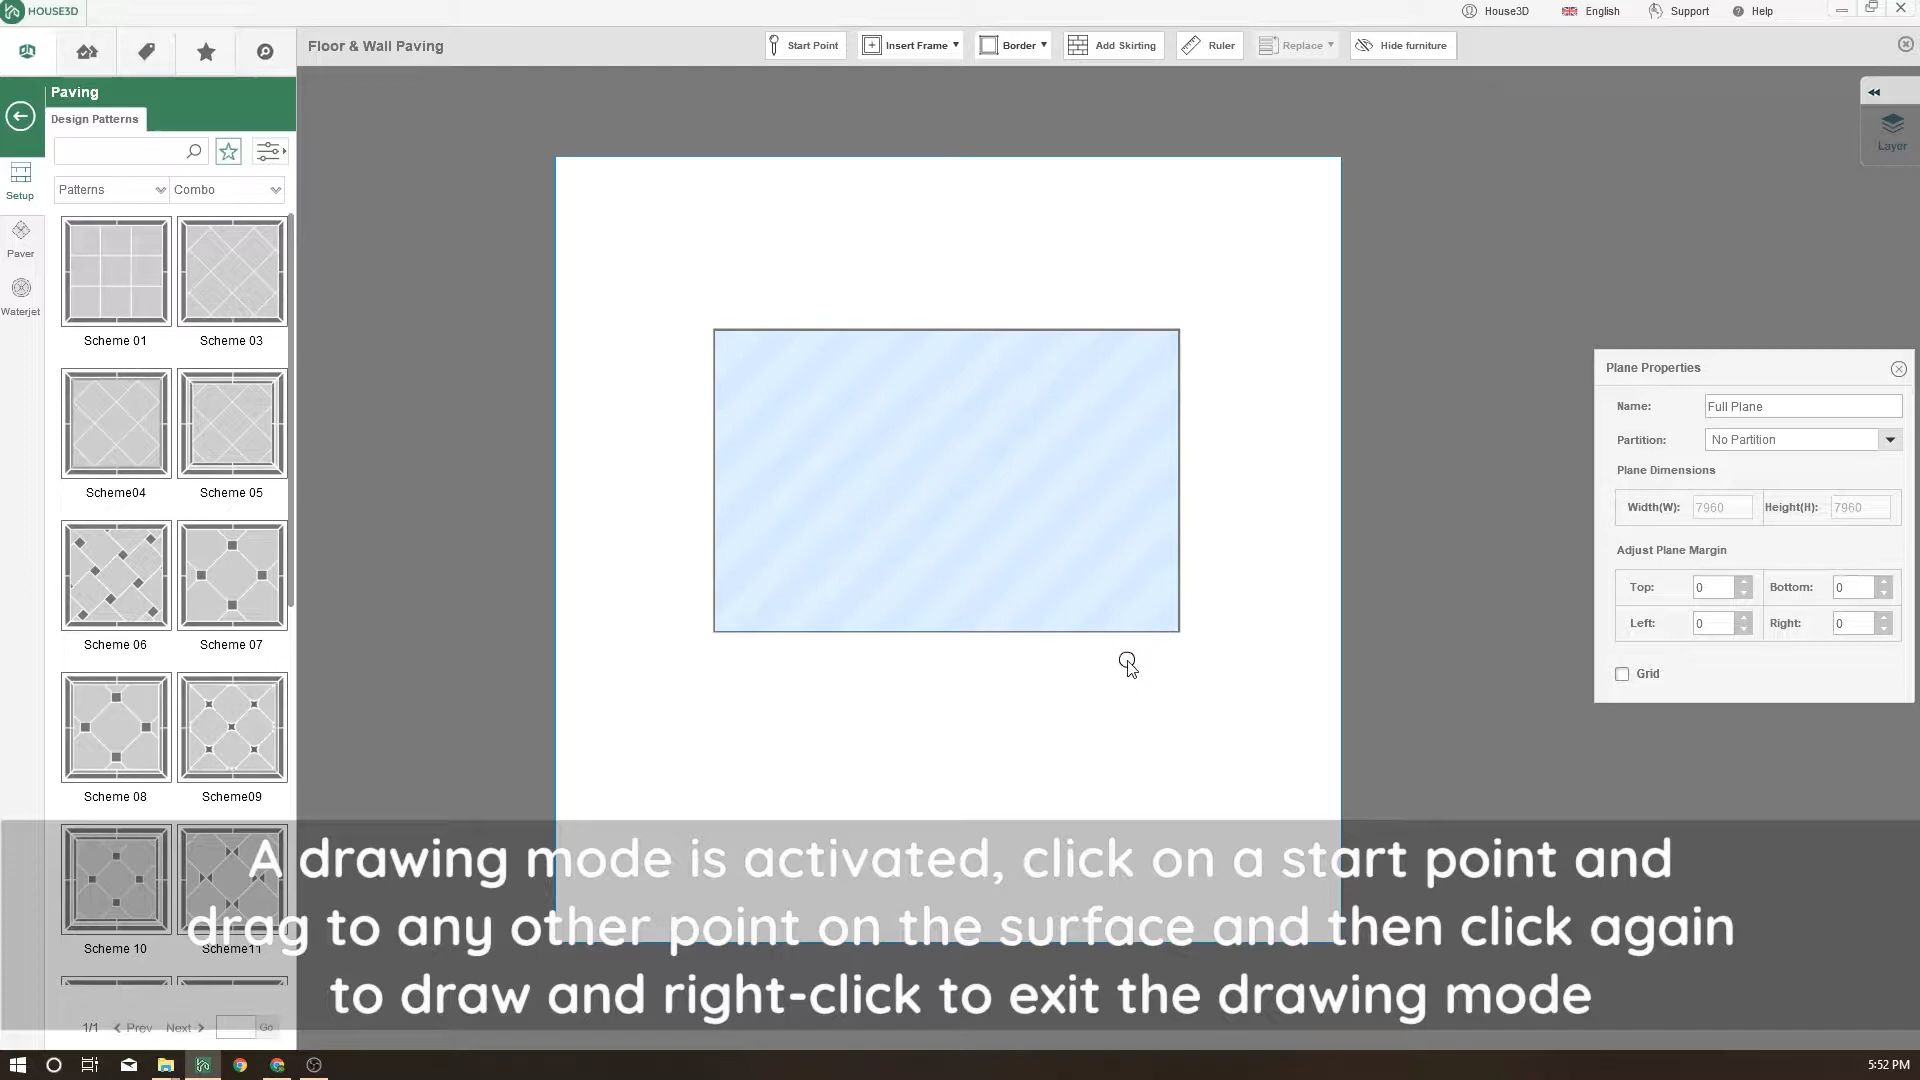 HOUSE3D
House3D
English
Support
Help
Floor & Wall Paving
Start Point
Insert Frame
Border
Add Skirting
Ruler
Replace
Hide furniture
Paving
Design Patterns
Layer
Setup
Patterns
Combo
Paver
Waterjet
Scheme 01
Scheme 03
Scheme04
Scheme 05
Scheme 06
Scheme 07
Scheme 08
Scheme09
Scheme 10
Scheme11
1/1
Prev
Next
Go
Plane Properties
Name:
Full Plane
Partition:
No Partition
Plane Dimensions
Width(W):
7960
Height(H):
7960
Adjust Plane Margin
Top:
0
Bottom:
0
Left:
0
Right:
0
Grid
A drawing mode is activated, click on a start point and
drag to any other point on the surface and then click again
to draw and right-click to exit the drawing mode
5:52 PM